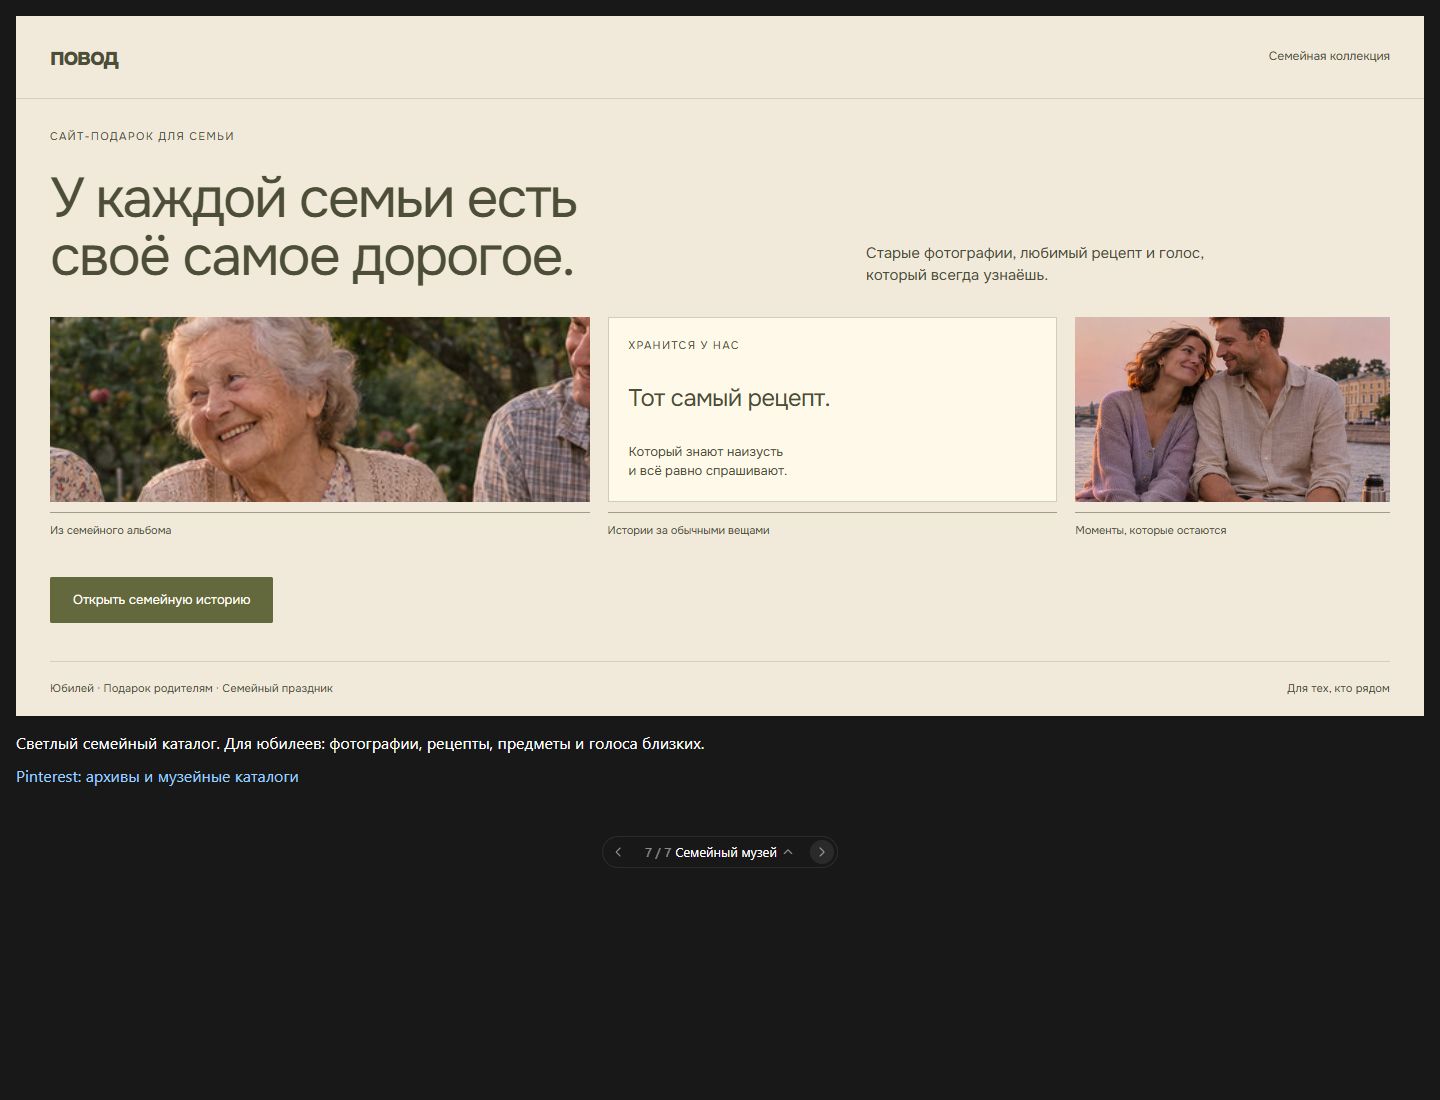 повод
Семейная коллекция
САЙТ-ПОДАРОК ДЛЯ СЕМЬИ
У каждой семьи есть
своё самое дорогое.
Старые фотографии, любимый рецепт и голос,
который всегда узнаёшь.
ХРАНИТСЯ У НАС
Тот самый рецепт.
Который знают наизусть
и всё равно спрашивают.
Из семейного альбома
Истории за обычными вещами
Моменты, которые остаются
Открыть семейную историю
Юбилей · Подарок родителям · Семейный праздник
Для тех, кто рядом
Светлый семейный каталог. Для юбилеев: фотографии, рецепты, предметы и голоса близких.
Pinterest: архивы и музейные каталоги
7 / 7 Семейный музей